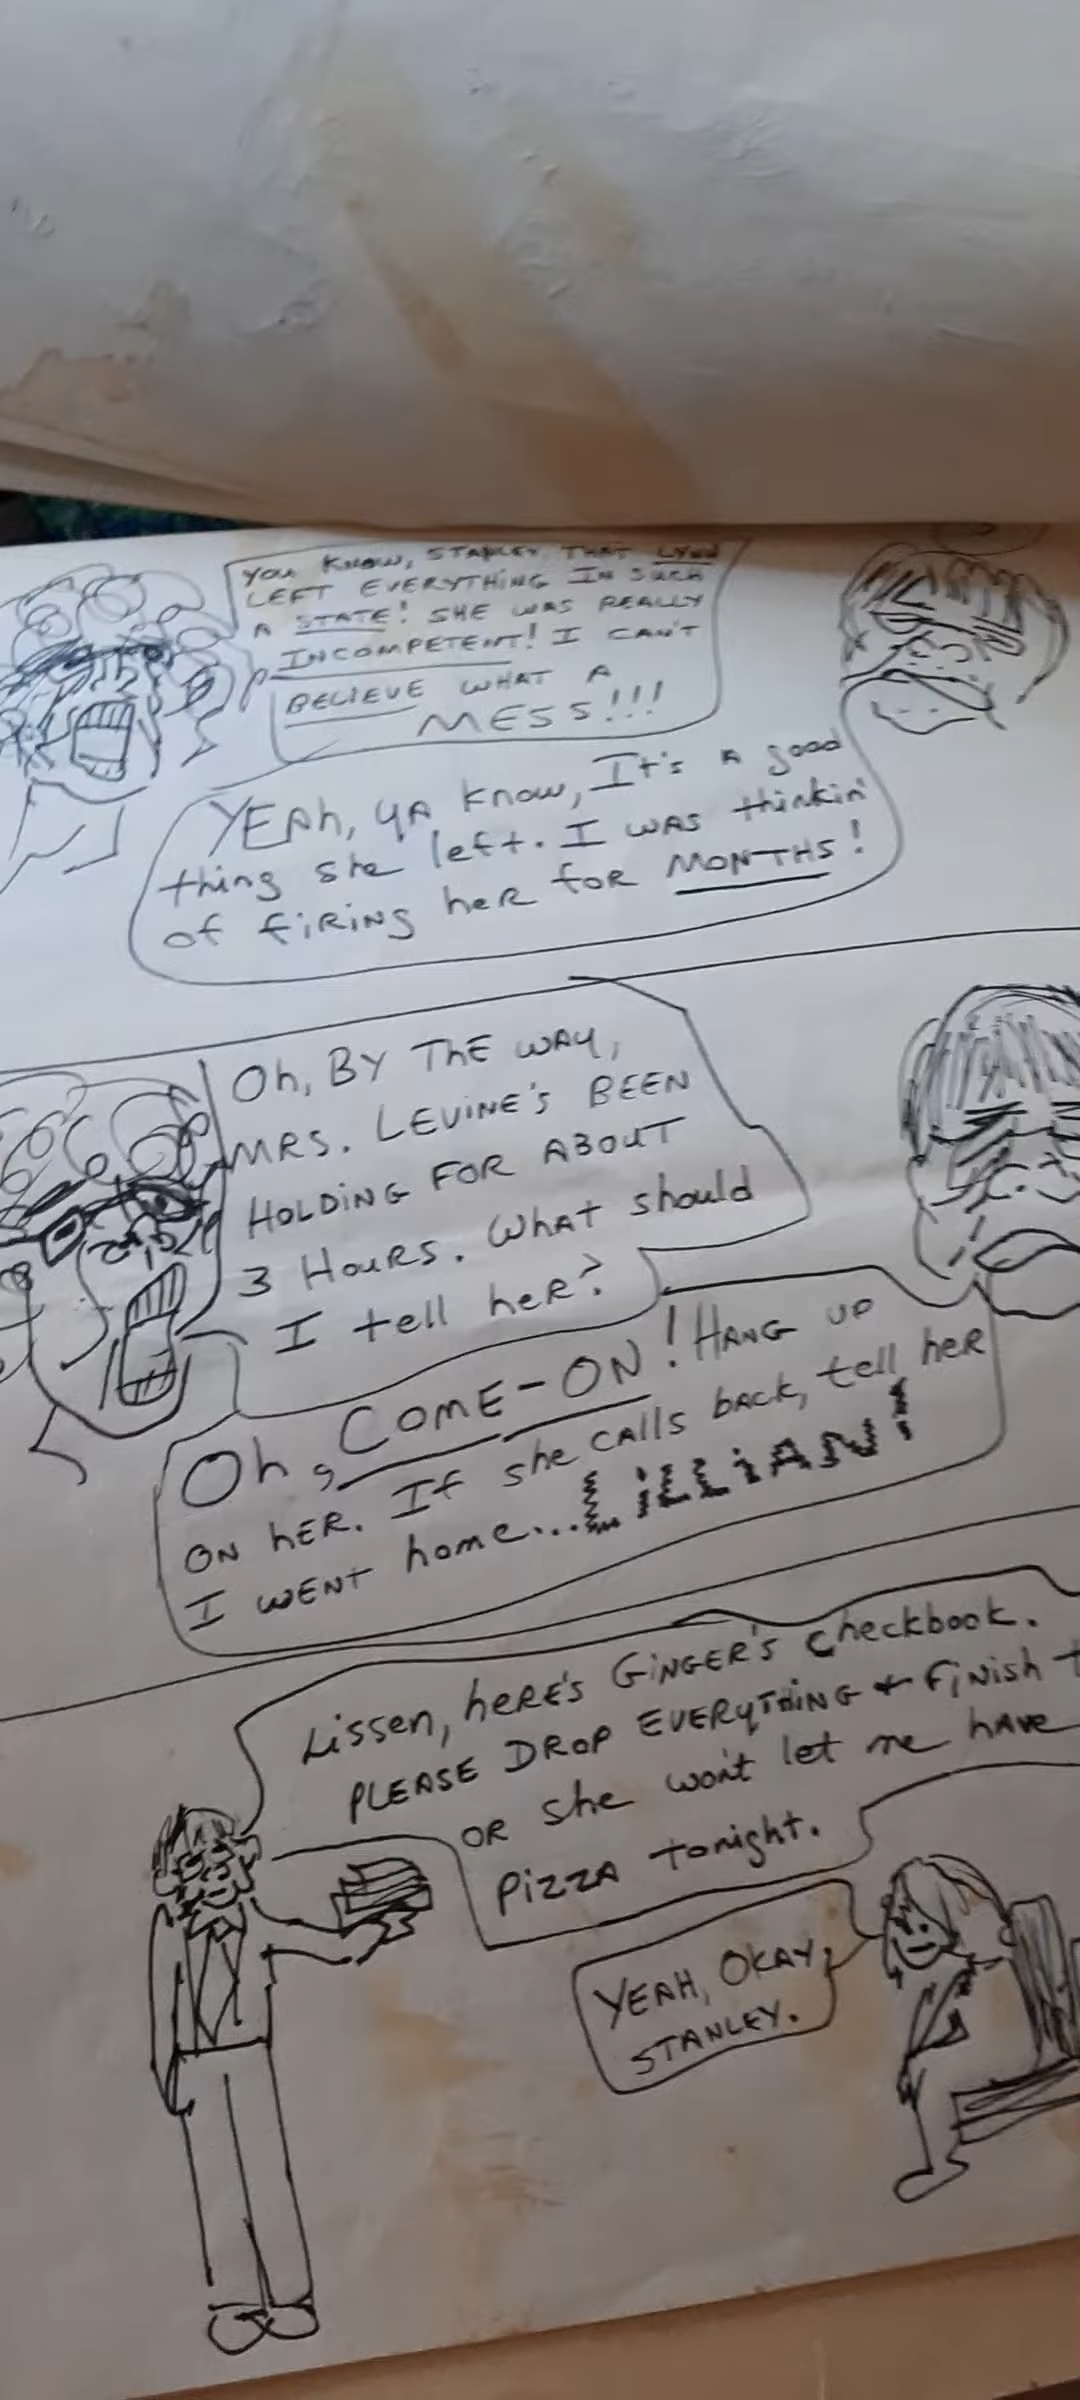 You KNOW, STANLEY, THAT LYNN
LEFT EVERYTHING IN SUCH
A STATE! SHE WAS REALLY
INCOMPETENT! I CAN'T
BELIEVE WHAT A
MESS!!!
YEAh, YA KNOW, It's A good
thing she left. I WAS thinkin'
of fiRiNg heR foR MONTHS!
Oh, BY THE WAY,
MRS. LEVINE'S BEEN
HOLDING FOR ABOUT
3 HOURS. What should
I tell her?
Oh, COME-ON! HANG UP
ON hER. If she calls back, tell her
I WENT home... LiLLiAN!
Lissen, heRE's GiNGER's checkbook.
PLEASE DROP EVERYTHING + FiNish
OR she won't let me have
PiZZA tonight.
YEAH, OKAY,
STANLEY.